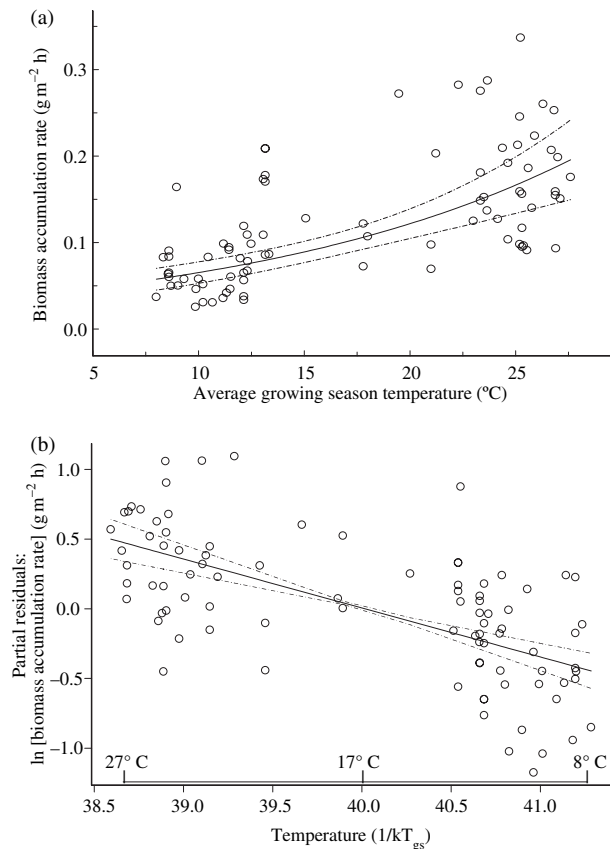 (a)
Biomass accumulation rate (g m⁻² h)
0.3
0.2
0.1
0.0
5 10 15 20 25
Average growing season temperature (ºC)
(b)
Partial residuals:
ln [biomass accumulation rate] (g m⁻² h)
1.0
0.5
0.0
−0.5
−1.0
27° C 17° C 8° C
38.5 39.0 39.5 40.0 40.5 41.0
Temperature (1/kT_gs)